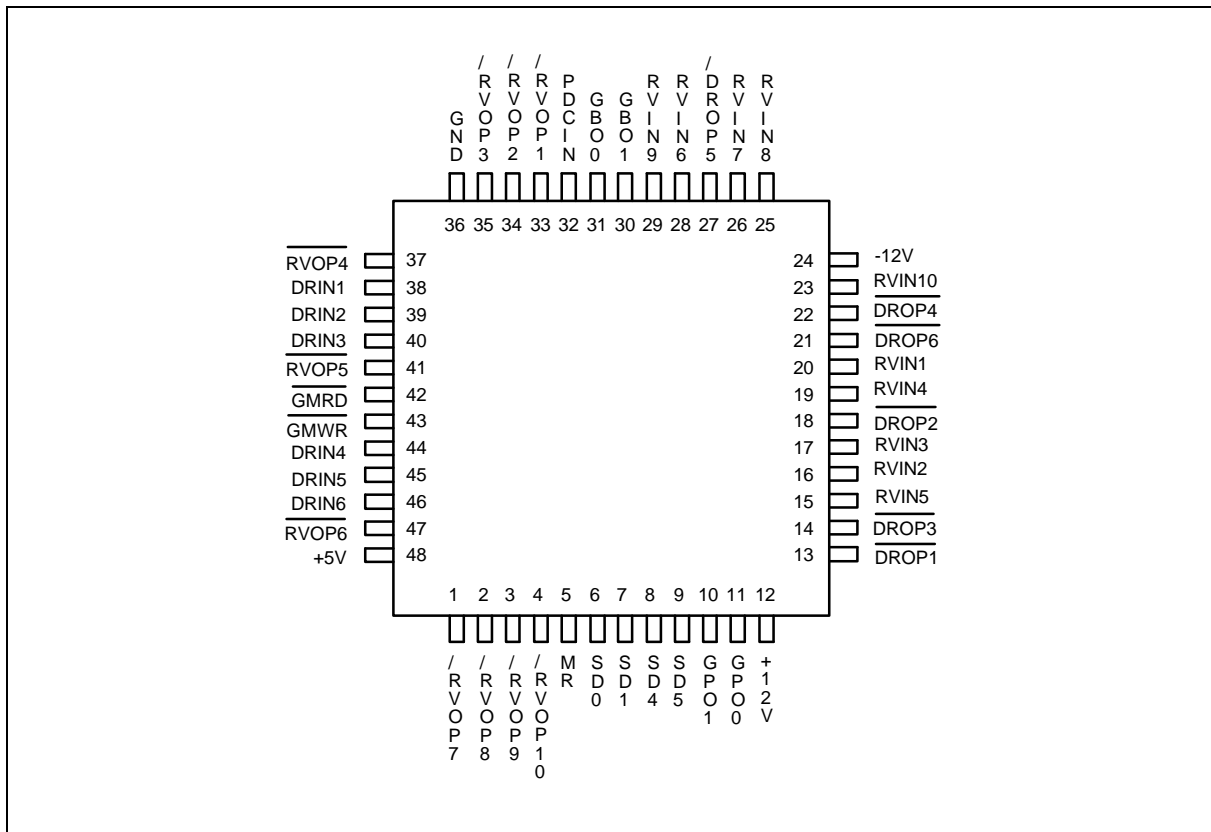 GND
/RVOP3
/RVOP2
/RVOP1
PDCIN
GBO0
GBO1
RVIN9
RVIN6
/DROP5
RVIN7
RVIN8
36 35 34 33 32 31 30 29 28 27 26 25
RVOP4 37
DRIN1 38
DRIN2 39
DRIN3 40
RVOP5 41
GMRD 42
GMWR 43
DRIN4 44
DRIN5 45
DRIN6 46
RVOP6 47
+5V 48
24 -12V
23 RVIN10
22 DROP4
21 DROP6
20 RVIN1
19 RVIN4
18 DROP2
17 RVIN3
16 RVIN2
15 RVIN5
14 DROP3
13 DROP1
1 2 3 4 5 6 7 8 9 10 11 12
/RVOP7
/RVOP8
/RVOP9
/RVOP10
MR
SD0
SD1
SD4
SD5
GPO1
GPO0
+12V